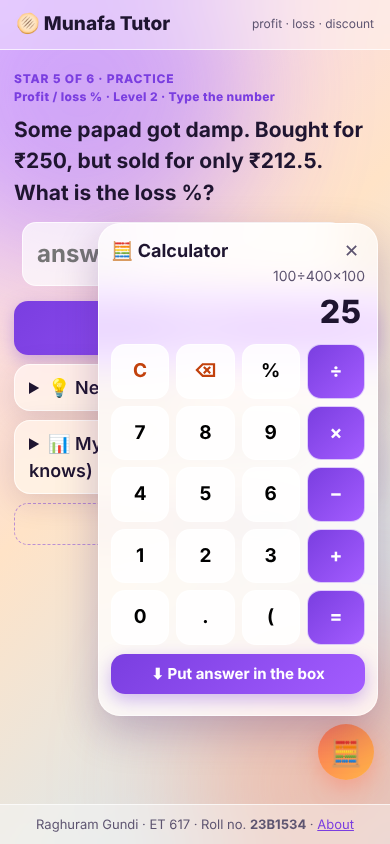 Munafa Tutor
profit · loss · discount
STAR 5 OF 6 · PRACTICE
Profit / loss % · Level 2 · Type the number
Some papad got damp. Bought for
₹250, but sold for only ₹212.5.
What is the loss %?
answ
🧮 Calculator ✕
100÷400×100
25
C ⌫ % ÷
7 8 9 ×
4 5 6 −
1 2 3 +
0 . ( =
⬇ Put answer in the box
▶ 💡 Ne
▶ 📊 My
knows)
Raghuram Gundi · ET 617 · Roll no. 23B1534 · About